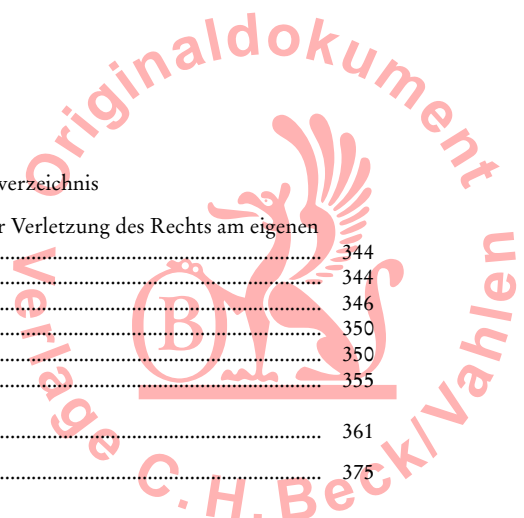 Originaldokument
verzeichnis
r Verletzung des Rechts am eigenen
........................................................................................ 344
........................................................................................ 344
........................................................................................ 346
........................................................................................ 350
........................................................................................ 350
........................................................................................ 355
........................................................................................ 361
........................................................................................ 375
B
Verlage C.H.Beck/Vahlen